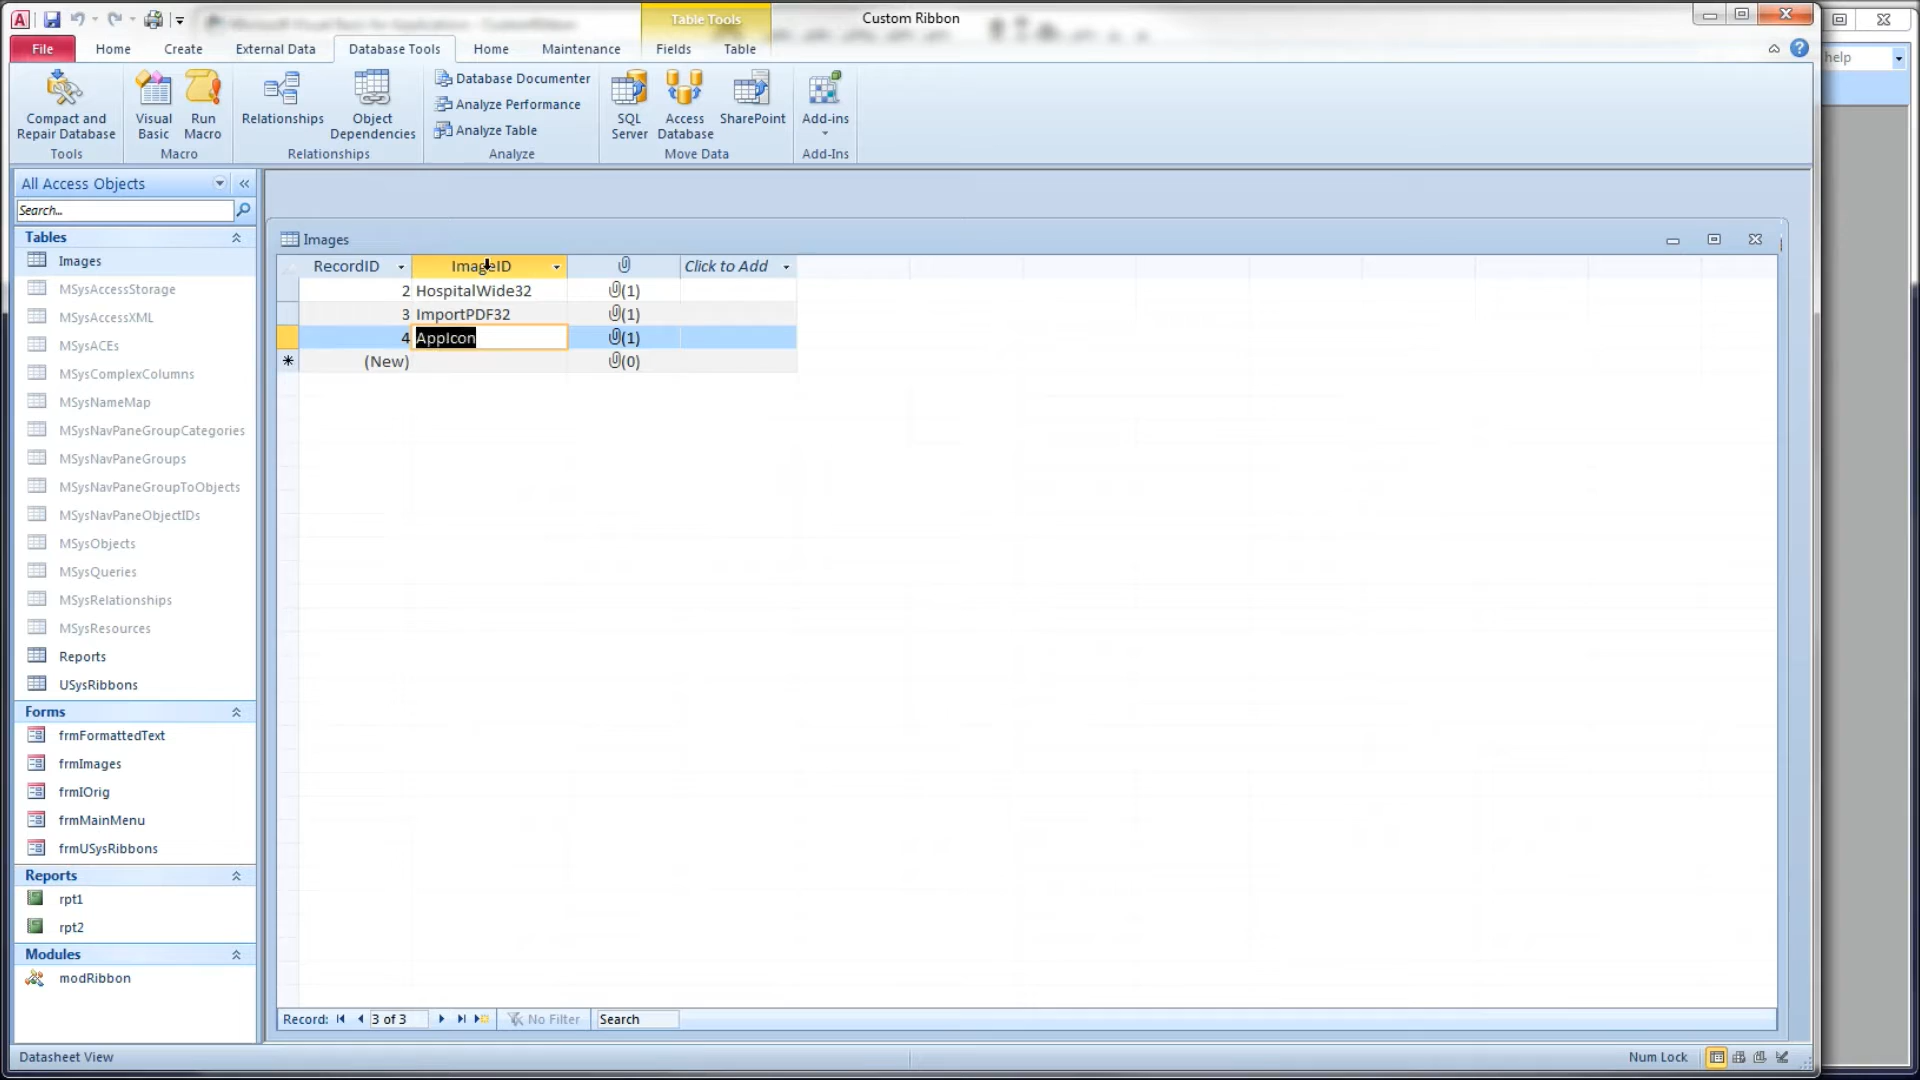 Table Tools
Custom Ribbon
File
Home
Create
External Data
Database Tools
Home
Maintenance
Fields
Table
help
Compact and
Repair Database
Visual
Basic
Run
Macro
Relationships
Object
Dependencies
Database Documenter
Analyze Performance
Analyze Table
SQL
Server
Access
Database
SharePoint
Add-ins
Tools
Macro
Relationships
Analyze
Move Data
Add-Ins
All Access Objects
Search...
Tables
Images
MSysAccessStorage
MSysAccessXML
MSysACEs
MSysComplexColumns
MSysNameMap
MSysNavPaneGroupCategories
MSysNavPaneGroups
MSysNavPaneGroupToObjects
MSysNavPaneObjectIDs
MSysObjects
MSysQueries
MSysRelationships
MSysResources
Reports
USysRibbons
Forms
frmFormattedText
frmImages
frmIOrig
frmMainMenu
frmUSysRibbons
Reports
rpt1
rpt2
Modules
modRibbon
Images
RecordID
ImageID
Click to Add
2 HospitalWide32 (1)
3 ImportPDF32 (1)
4 AppIcon (1)
* (New) (0)
Record: 3 of 3 No Filter Search
Datasheet View
Num Lock